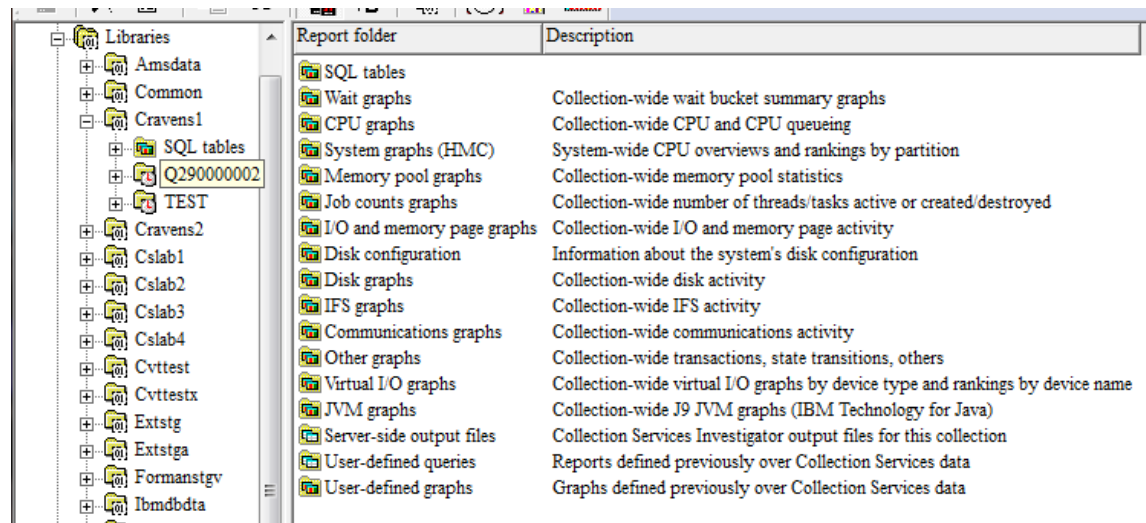 Libraries
Amsdata
Common
Cravens1
SQL tables
Q290000002
TEST
Cravens2
Cslab1
Cslab2
Cslab3
Cslab4
Cvttest
Cvttestx
Extstg
Extstga
Formanstgv
Ibmdbdta
Report folder Description
SQL tables
Wait graphs Collection-wide wait bucket summary graphs
CPU graphs Collection-wide CPU and CPU queueing
System graphs (HMC) System-wide CPU overviews and rankings by partition
Memory pool graphs Collection-wide memory pool statistics
Job counts graphs Collection-wide number of threads/tasks active or created/destroyed
I/O and memory page graphs Collection-wide I/O and memory page activity
Disk configuration Information about the system's disk configuration
Disk graphs Collection-wide disk activity
IFS graphs Collection-wide IFS activity
Communications graphs Collection-wide communications activity
Other graphs Collection-wide transactions, state transitions, others
Virtual I/O graphs Collection-wide virtual I/O graphs by device type and rankings by device name
JVM graphs Collection-wide J9 JVM graphs (IBM Technology for Java)
Server-side output files Collection Services Investigator output files for this collection
User-defined queries Reports defined previously over Collection Services data
User-defined graphs Graphs defined previously over Collection Services data